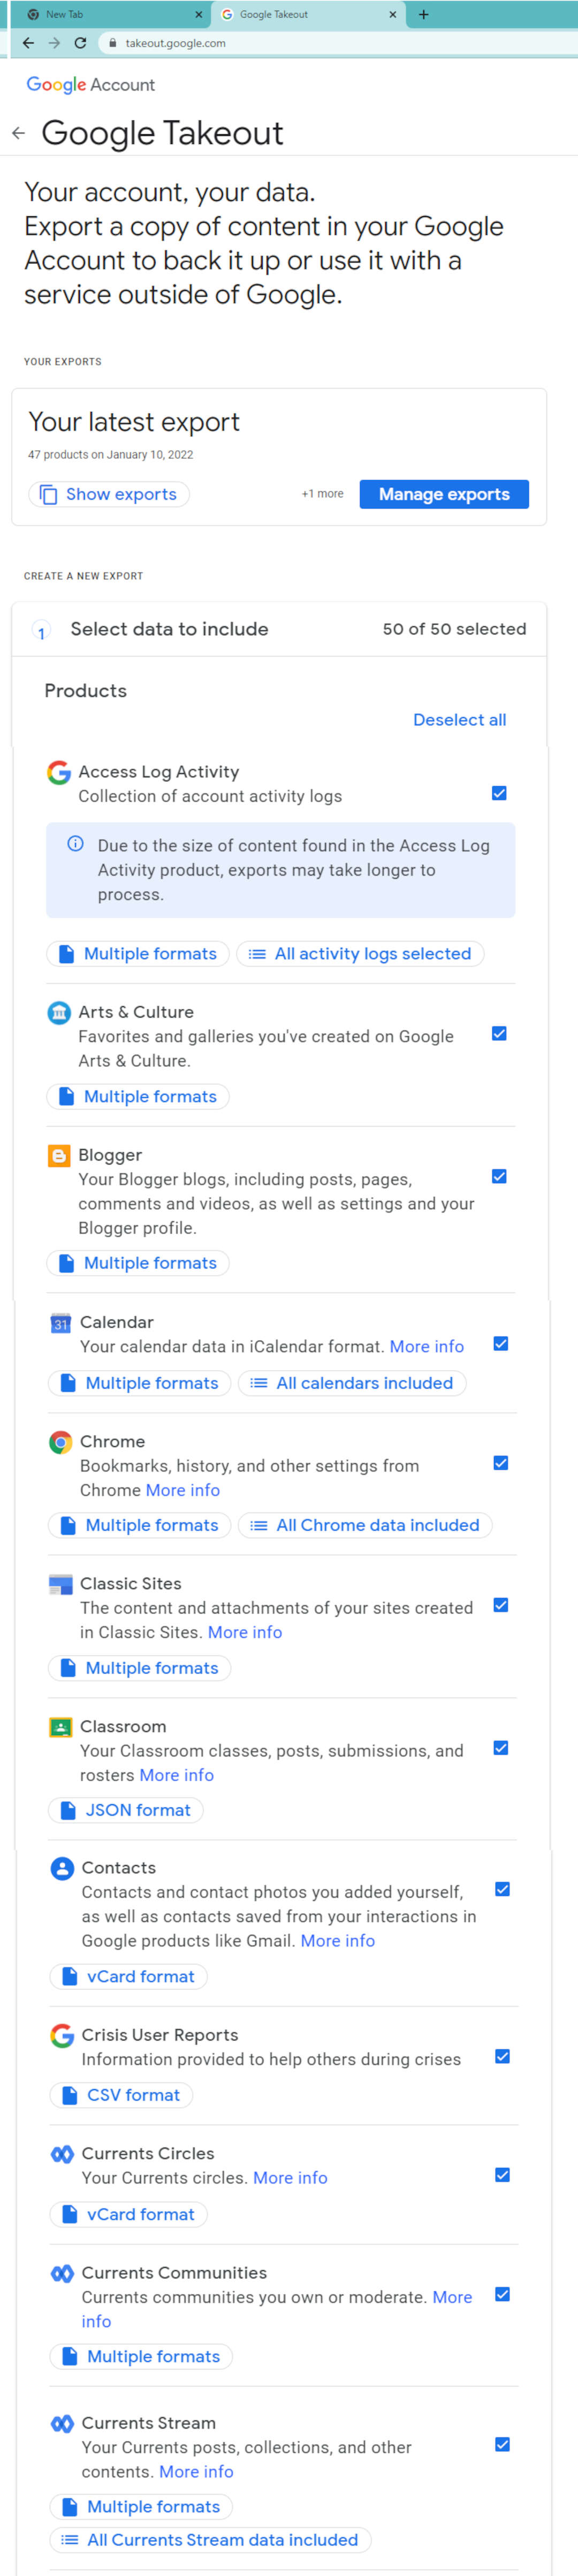 New Tab
Google Takeout
takeout.google.com
Google Account
Google Takeout
Your account, your data.
Export a copy of content in your Google
Account to back it up or use it with a
service outside of Google.
YOUR EXPORTS
Your latest export
47 products on January 10, 2022
Show exports
+1 more
Manage exports
CREATE A NEW EXPORT
1
Select data to include
50 of 50 selected
Products
Deselect all
Access Log Activity
Collection of account activity logs
Due to the size of content found in the Access Log
Activity product, exports may take longer to
process.
Multiple formats
All activity logs selected
Arts & Culture
Favorites and galleries you've created on Google
Arts & Culture.
Multiple formats
Blogger
Your Blogger blogs, including posts, pages,
comments and videos, as well as settings and your
Blogger profile.
Multiple formats
31
Calendar
Your calendar data in iCalendar format. More info
Multiple formats
All calendars included
Chrome
Bookmarks, history, and other settings from
Chrome More info
Multiple formats
All Chrome data included
Classic Sites
The content and attachments of your sites created
in Classic Sites. More info
Multiple formats
Classroom
Your Classroom classes, posts, submissions, and
rosters More info
JSON format
Contacts
Contacts and contact photos you added yourself,
as well as contacts saved from your interactions in
Google products like Gmail. More info
vCard format
Crisis User Reports
Information provided to help others during crises
CSV format
Currents Circles
Your Currents circles. More info
vCard format
Currents Communities
Currents communities you own or moderate. More
info
Multiple formats
Currents Stream
Your Currents posts, collections, and other
contents. More info
Multiple formats
All Currents Stream data included